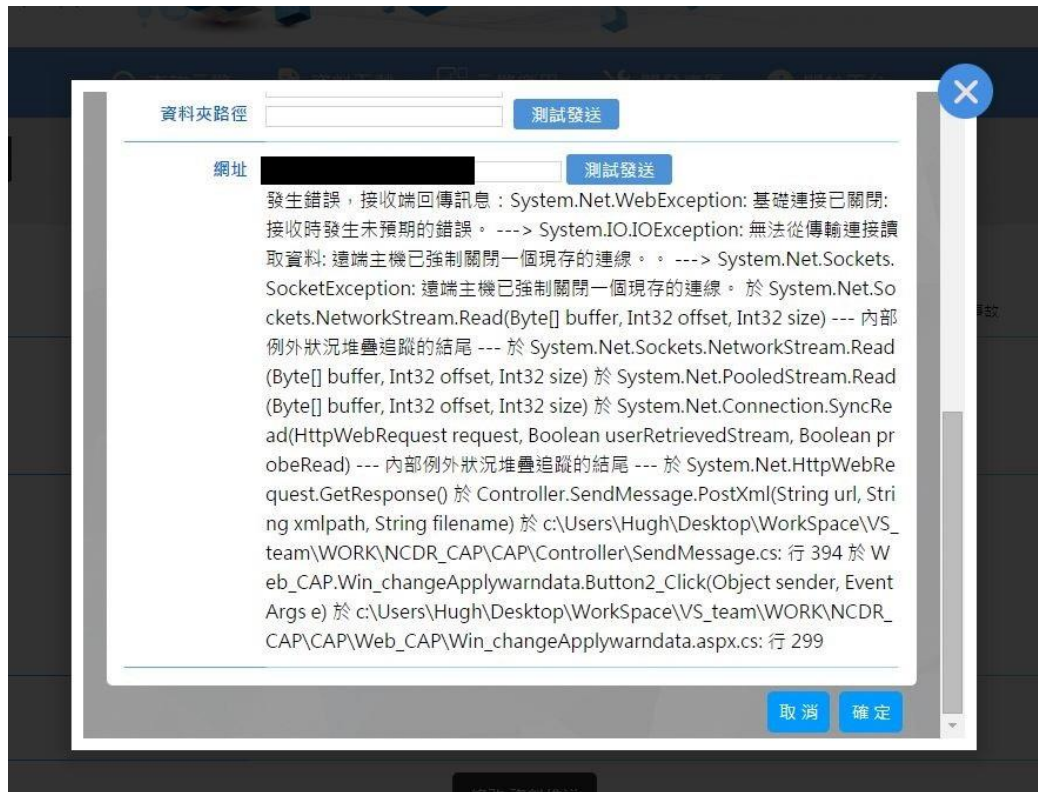 資料夾路徑
測試發送
網址
測試發送
發生錯誤,接收端回傳訊息:System.Net.WebException: 基礎連接已關閉:
接收時發生未預期的錯誤。 ---> System.IO.IOException: 無法從傳輸連接讀
取資料: 遠端主機已強制關閉一個現存的連線。。 ---> System.Net.Sockets.
SocketException: 遠端主機已強制關閉一個現存的連線。 於 System.Net.So
ckets.NetworkStream.Read(Byte[] buffer, Int32 offset, Int32 size) --- 內部
例外狀況堆疊追蹤的結尾 --- 於 System.Net.Sockets.NetworkStream.Read
(Byte[] buffer, Int32 offset, Int32 size) 於 System.Net.PooledStream.Read
(Byte[] buffer, Int32 offset, Int32 size) 於 System.Net.Connection.SyncRe
ad(HttpWebRequest request, Boolean userRetrievedStream, Boolean pr
obeRead) --- 內部例外狀況堆疊追蹤的結尾 --- 於 System.Net.HttpWebRe
quest.GetResponse() 於 Controller.SendMessage.PostXml(String url, Stri
ng xmlpath, String filename) 於 c:\Users\Hugh\Desktop\WorkSpace\VS_
team\WORK\NCDR_CAP\CAP\Controller\SendMessage.cs: 行 394 於 W
eb_CAP.Win_changeApplywarndata.Button2_Click(Object sender, Event
Args e) 於 c:\Users\Hugh\Desktop\WorkSpace\VS_team\WORK\NCDR_
CAP\CAP\Web_CAP\Win_changeApplywarndata.aspx.cs: 行 299
取消
確定